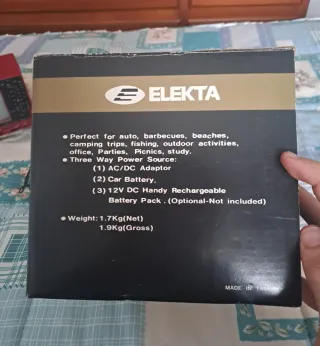 ELEKTA
• Perfect for auto, barbecues, beaches,
camping trips, fishing, outdoor activities,
office, Parties, Picnics, study.
• Three Way Power Source:
(1) AC/DC Adaptor
(2) Car Battery.
(3) 12V DC Handy Rechargeable
Battery Pack. (Optional-Not included)
• Weight: 1.7Kg(Net)
1.9Kg(Gross)
MADE IN